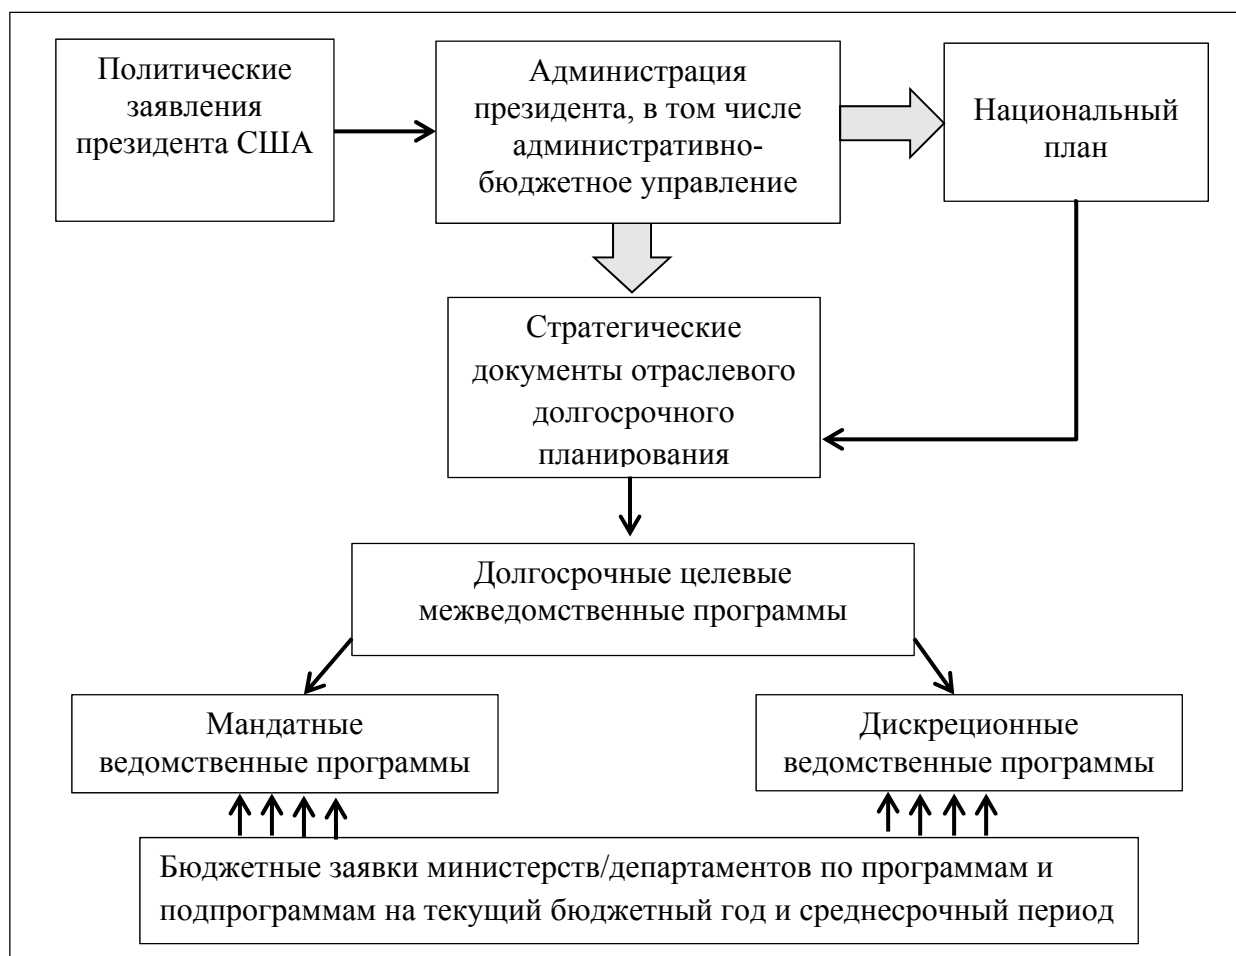 Политические
заявления
президента США
Администрация
президента, в том числе
административно-
бюджетное управление
Национальный
план
Стратегические
документы отраслевого
долгосрочного
планирования
Долгосрочные целевые
межведомственные программы
Мандатные
ведомственные программы
Дискреционные
ведомственные программы
Бюджетные заявки министерств/департаментов по программам и
подпрограммам на текущий бюджетный год и среднесрочный период